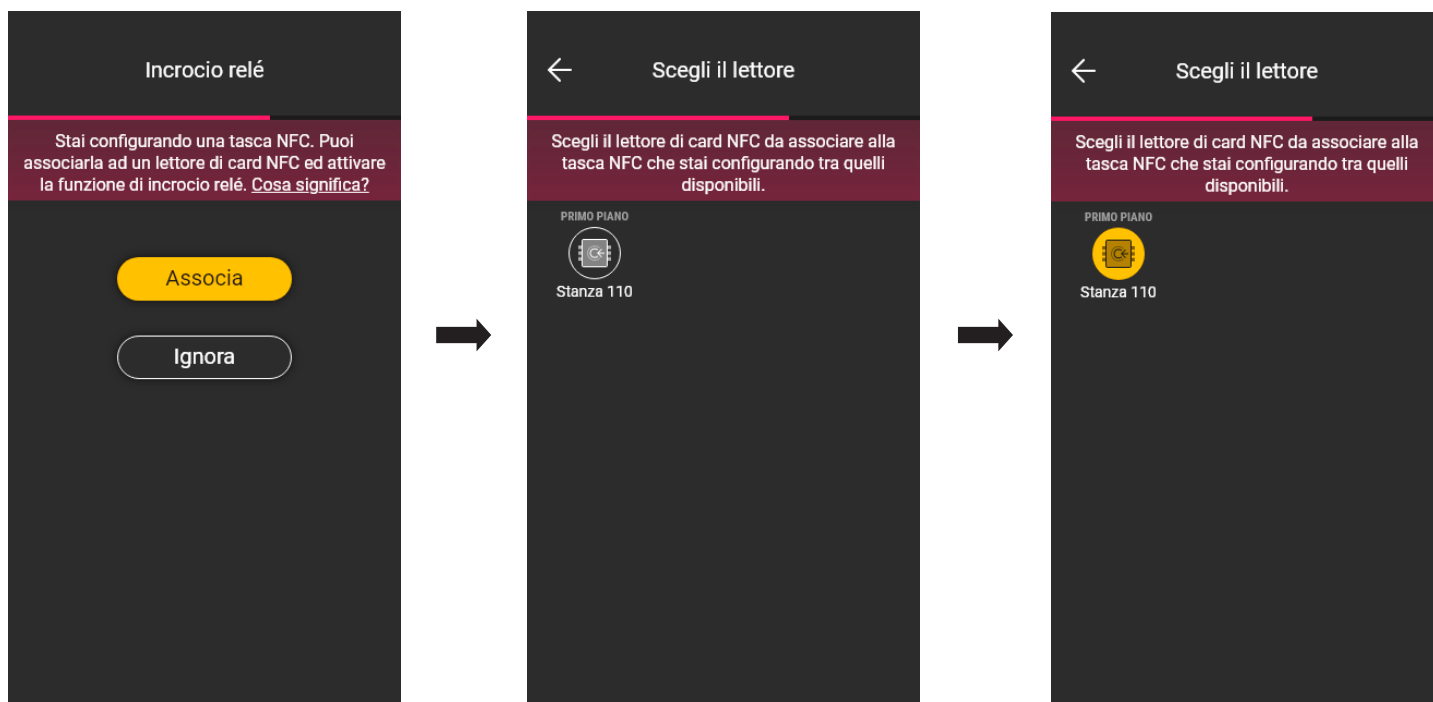 Incrocio relé
Stai configurando una tasca NFC. Puoi
associarla ad un lettore di card NFC ed attivare
la funzione di incrocio relé. Cosa significa?
Associa
Ignora
Scegli il lettore
Scegli il lettore di card NFC da associare alla
tasca NFC che stai configurando tra quelli
disponibili.
PRIMO PIANO
Stanza 110
Scegli il lettore
Scegli il lettore di card NFC da associare alla
tasca NFC che stai configurando tra quelli
disponibili.
PRIMO PIANO
Stanza 110